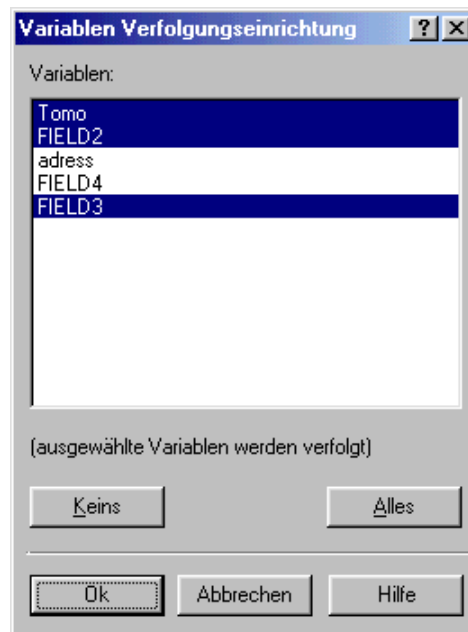 Variablen Verfolgungseinrichtung ? X
Variablen:
Tomo
FIELD2
adress
FIELD4
FIELD3
(ausgewählte Variablen werden verfolgt)
Keins Alles
Ok Abbrechen Hilfe